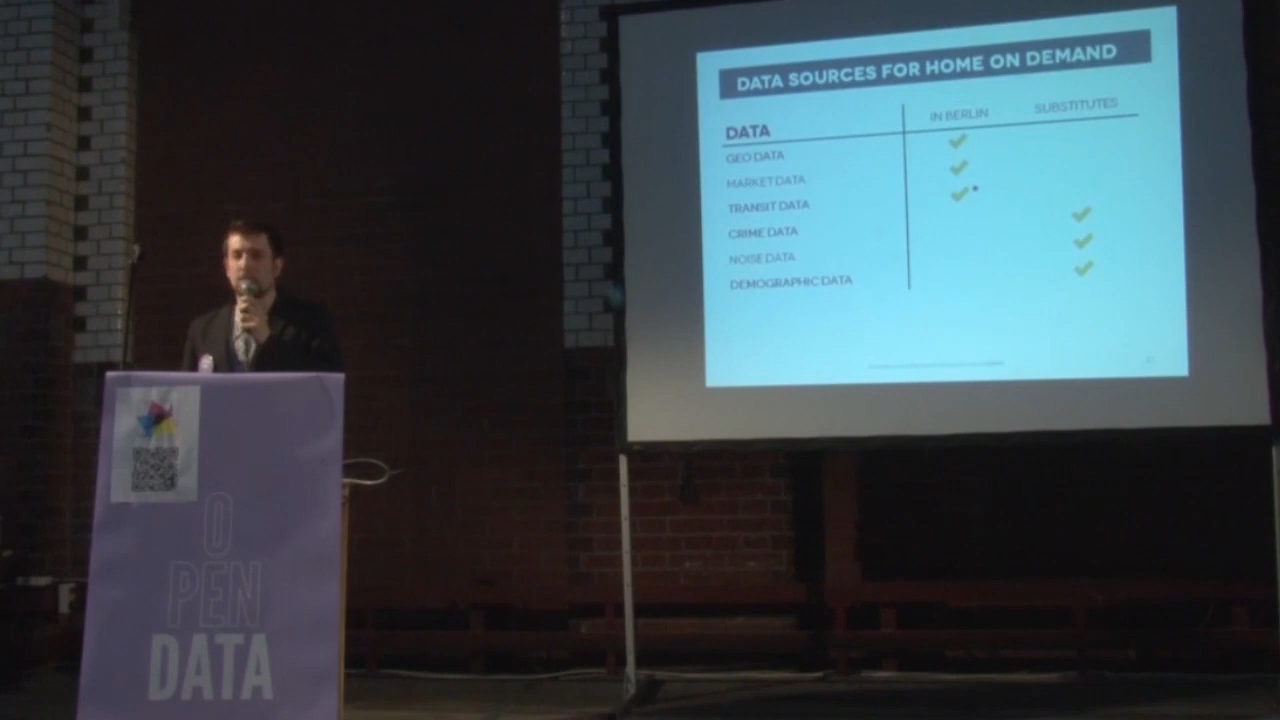 DATA SOURCES FOR HOME ON DEMAND
DATA IN BERLIN SUBSTITUTES
GEO DATA
MARKET DATA
TRANSIT DATA
CRIME DATA
NOISE DATA
DEMOGRAPHIC DATA
O
PEN
DATA